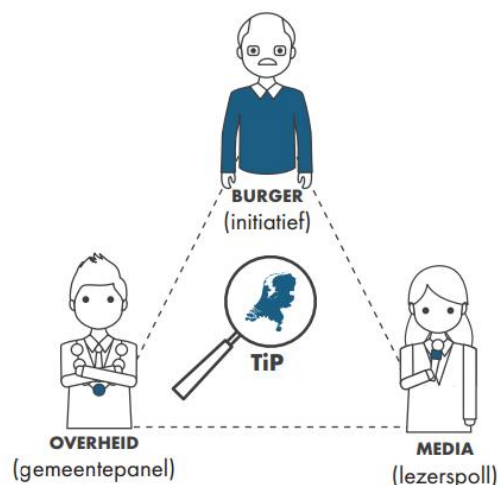 BURGER
(initiatief)
TiP
OVERHEID
(gemeentepanel)
MEDIA
(lezerspoll)